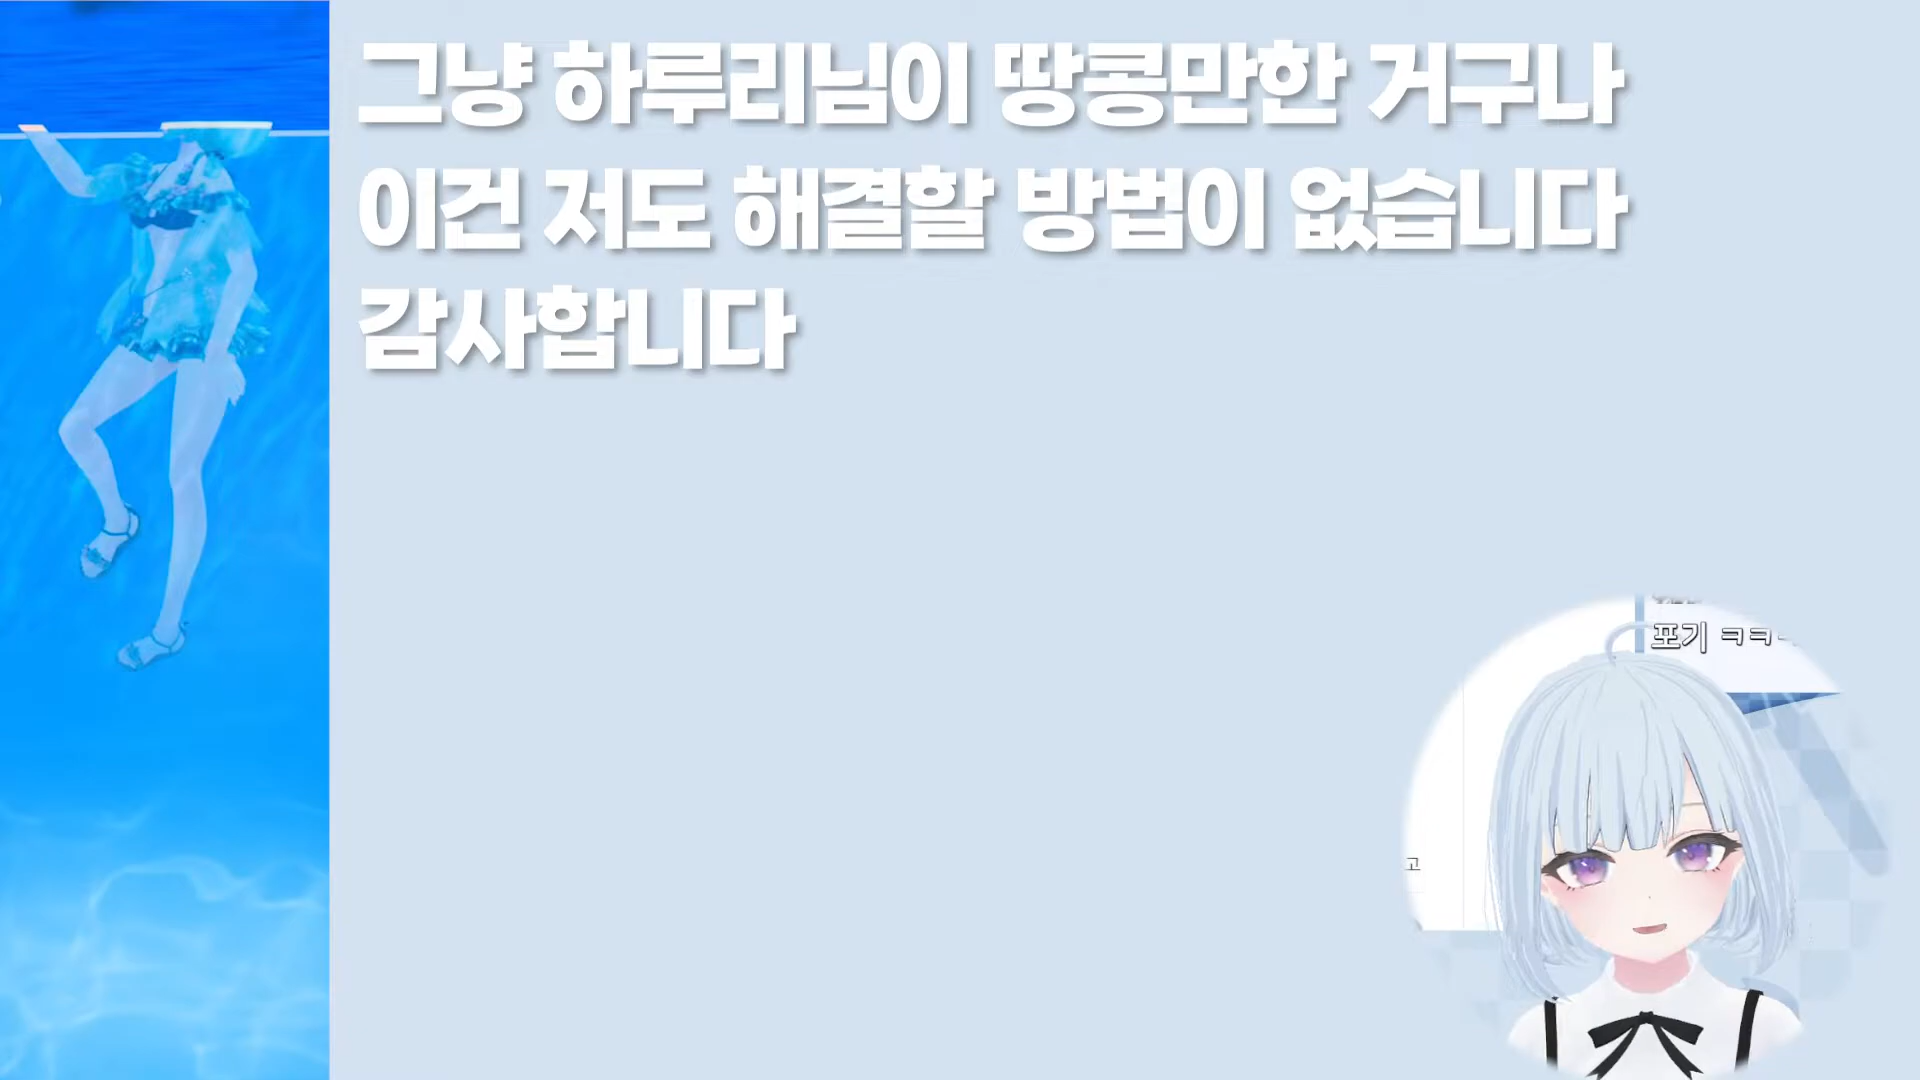 그냥 하루리님이 땅콩만한 거구나
이건 저도 해결할 방법이 없습니다
감사합니다
포기 ㅋㅋ
고